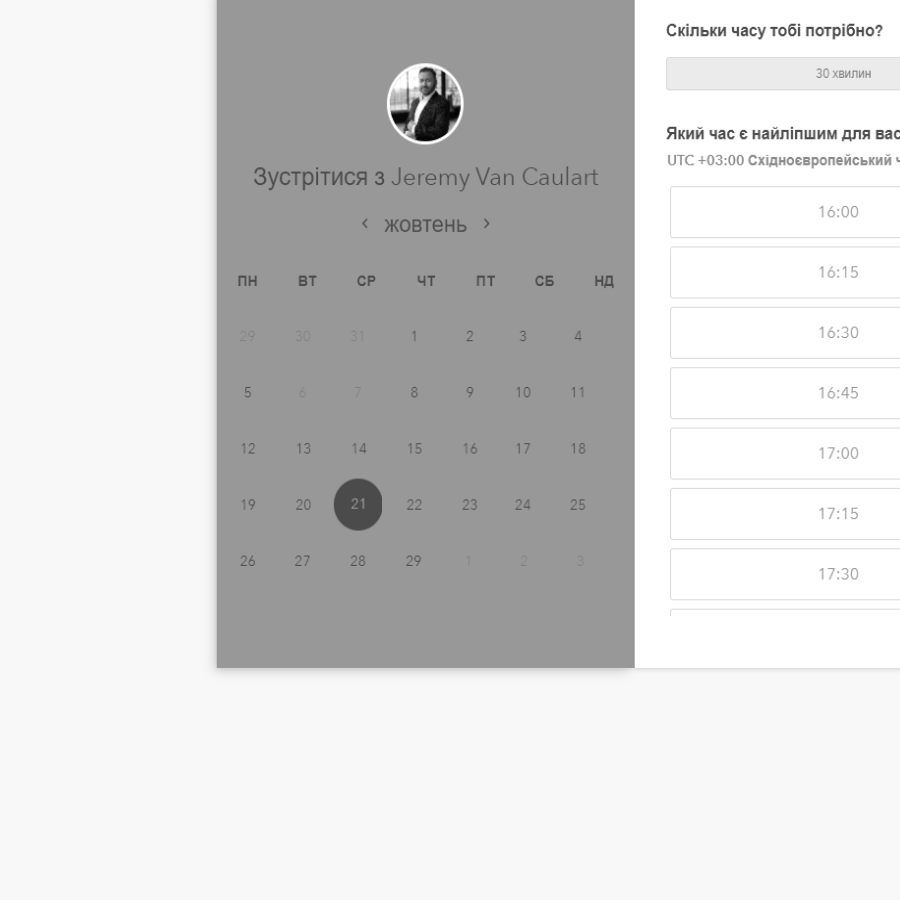 Зустрітися з Jeremy Van Caulart
жовтень
ПН ВТ СР ЧТ ПТ СБ НД
29 30 31 1 2 3 4
5 6 7 8 9 10 11
12 13 14 15 16 17 18
19 20 21 22 23 24 25
26 27 28 29 1 2 3
Скільки часу тобі потрібно?
30 хвилин
Який час є найліпшим для вас
UTC +03:00 Східноєвропейський
16:00
16:15
16:30
16:45
17:00
17:15
17:30